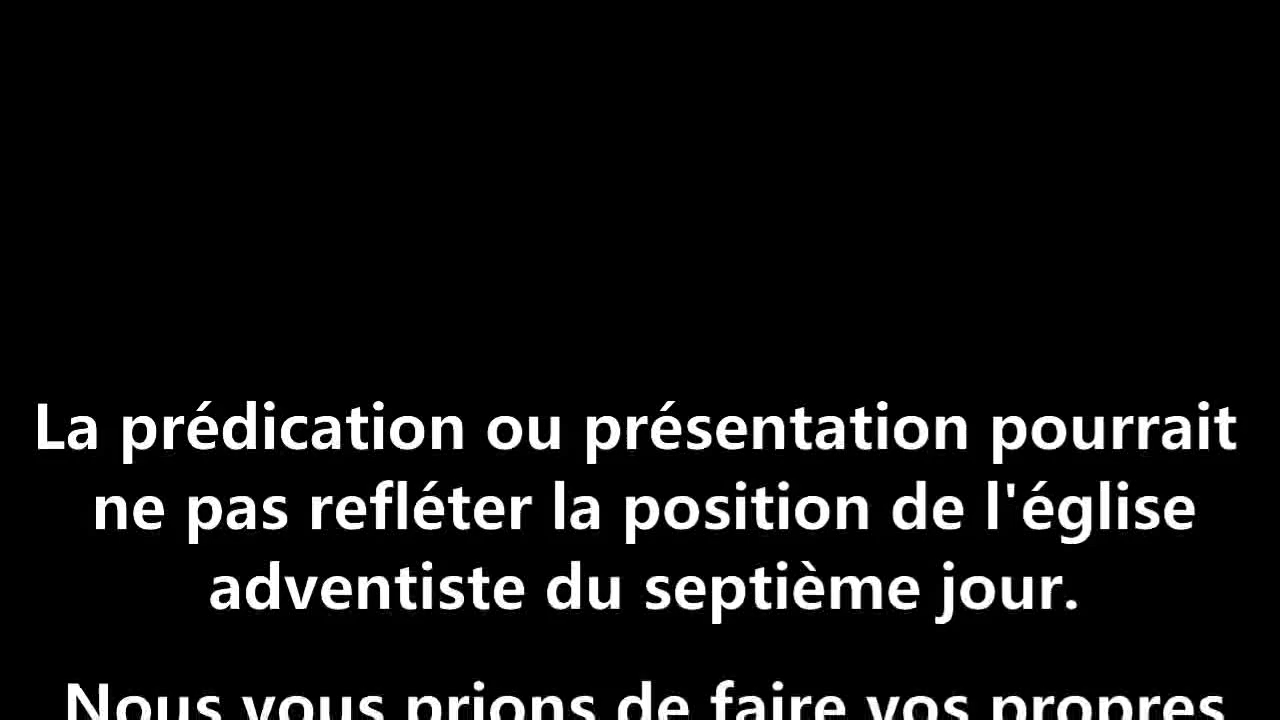 La prédication ou présentation pourrait
ne pas refléter la position de l'église
adventiste du septième jour.
Nous vous prions de faire vos propres